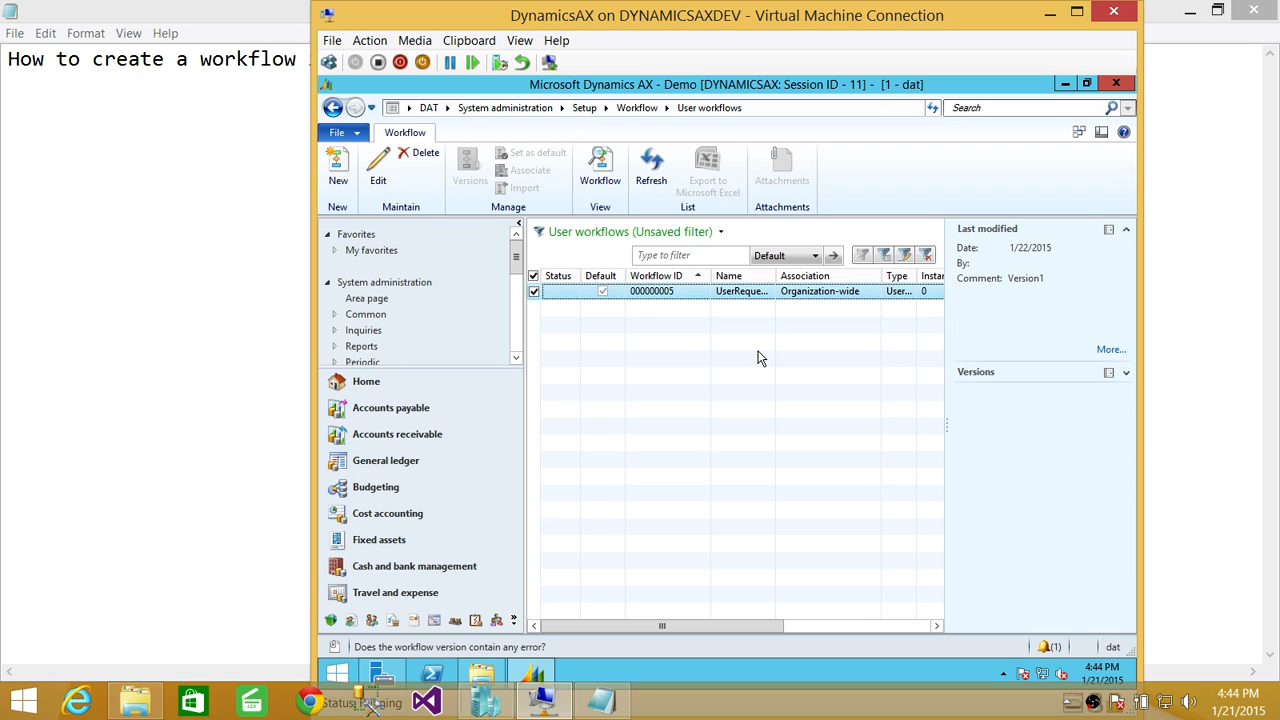 DynamicsAX on DYNAMICSAXDEV - Virtual Machine Connection
File Edit Format View Help
How to create a workflow
File Action Media Clipboard View Help
Microsoft Dynamics AX - Demo [DYNAMICSAX: Session ID - 11] - [1 - dat]
DAT System administration Setup Workflow User workflows
Search
File Workflow
New
Edit
Delete
Versions
Set as default
Associate
Import
Workflow
Refresh
Export to
Microsoft Excel
Attachments
New Maintain Manage View List Attachments
Favorites
My favorites
System administration
Area page
Common
Inquiries
Reports
Periodic
Home
Accounts payable
Accounts receivable
General ledger
Budgeting
Cost accounting
Fixed assets
Cash and bank management
Travel and expense
User workflows (Unsaved filter)
Type to filter Default
Status Default Workflow ID Name Association Type Instar
000000005 UserReque... Organization-wide User... 0
Last modified
Date: 1/22/2015
By:
Comment: Version1
More...
Versions
Does the workflow version contain any error?
(1) dat
4:44 PM
1/21/2015
4:44 PM
1/21/2015